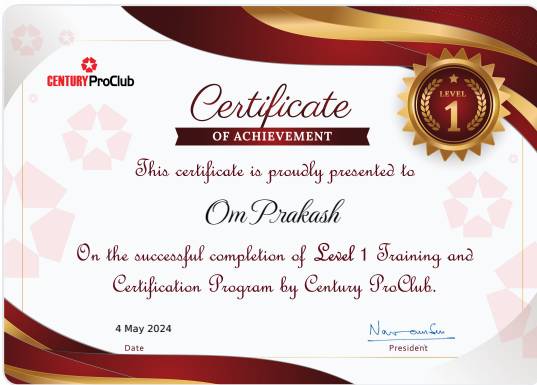 CENTURY ProClub
LEVEL
1
Certificate
OF ACHIEVEMENT
This certificate is proudly presented to
Om Prakash
On the successful completion of Level 1 Training and
Certification Program by Century ProClub.
4 May 2024
Date
President